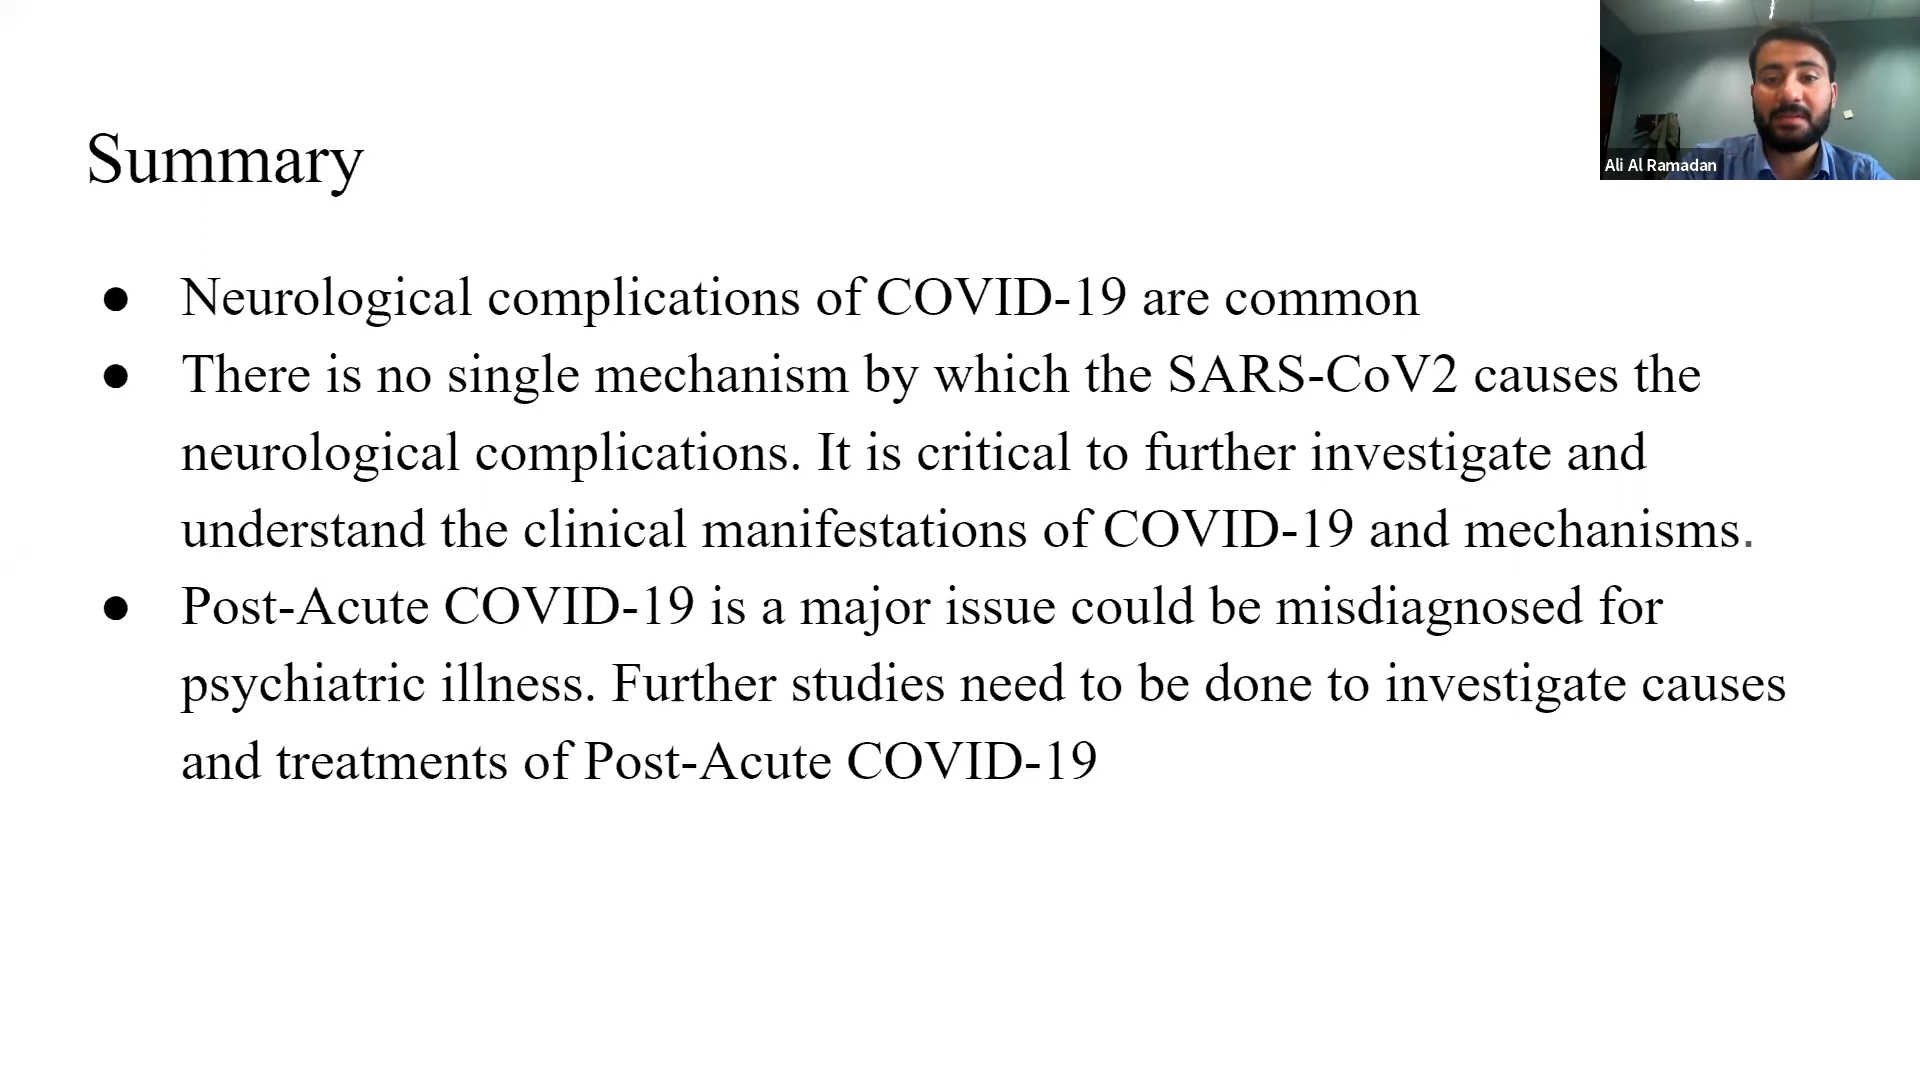 Summary
Ali Al Ramadan
● Neurological complications of COVID-19 are common
● There is no single mechanism by which the SARS-CoV2 causes the
neurological complications. It is critical to further investigate and
understand the clinical manifestations of COVID-19 and mechanisms.
● Post-Acute COVID-19 is a major issue could be misdiagnosed for
psychiatric illness. Further studies need to be done to investigate causes
and treatments of Post-Acute COVID-19